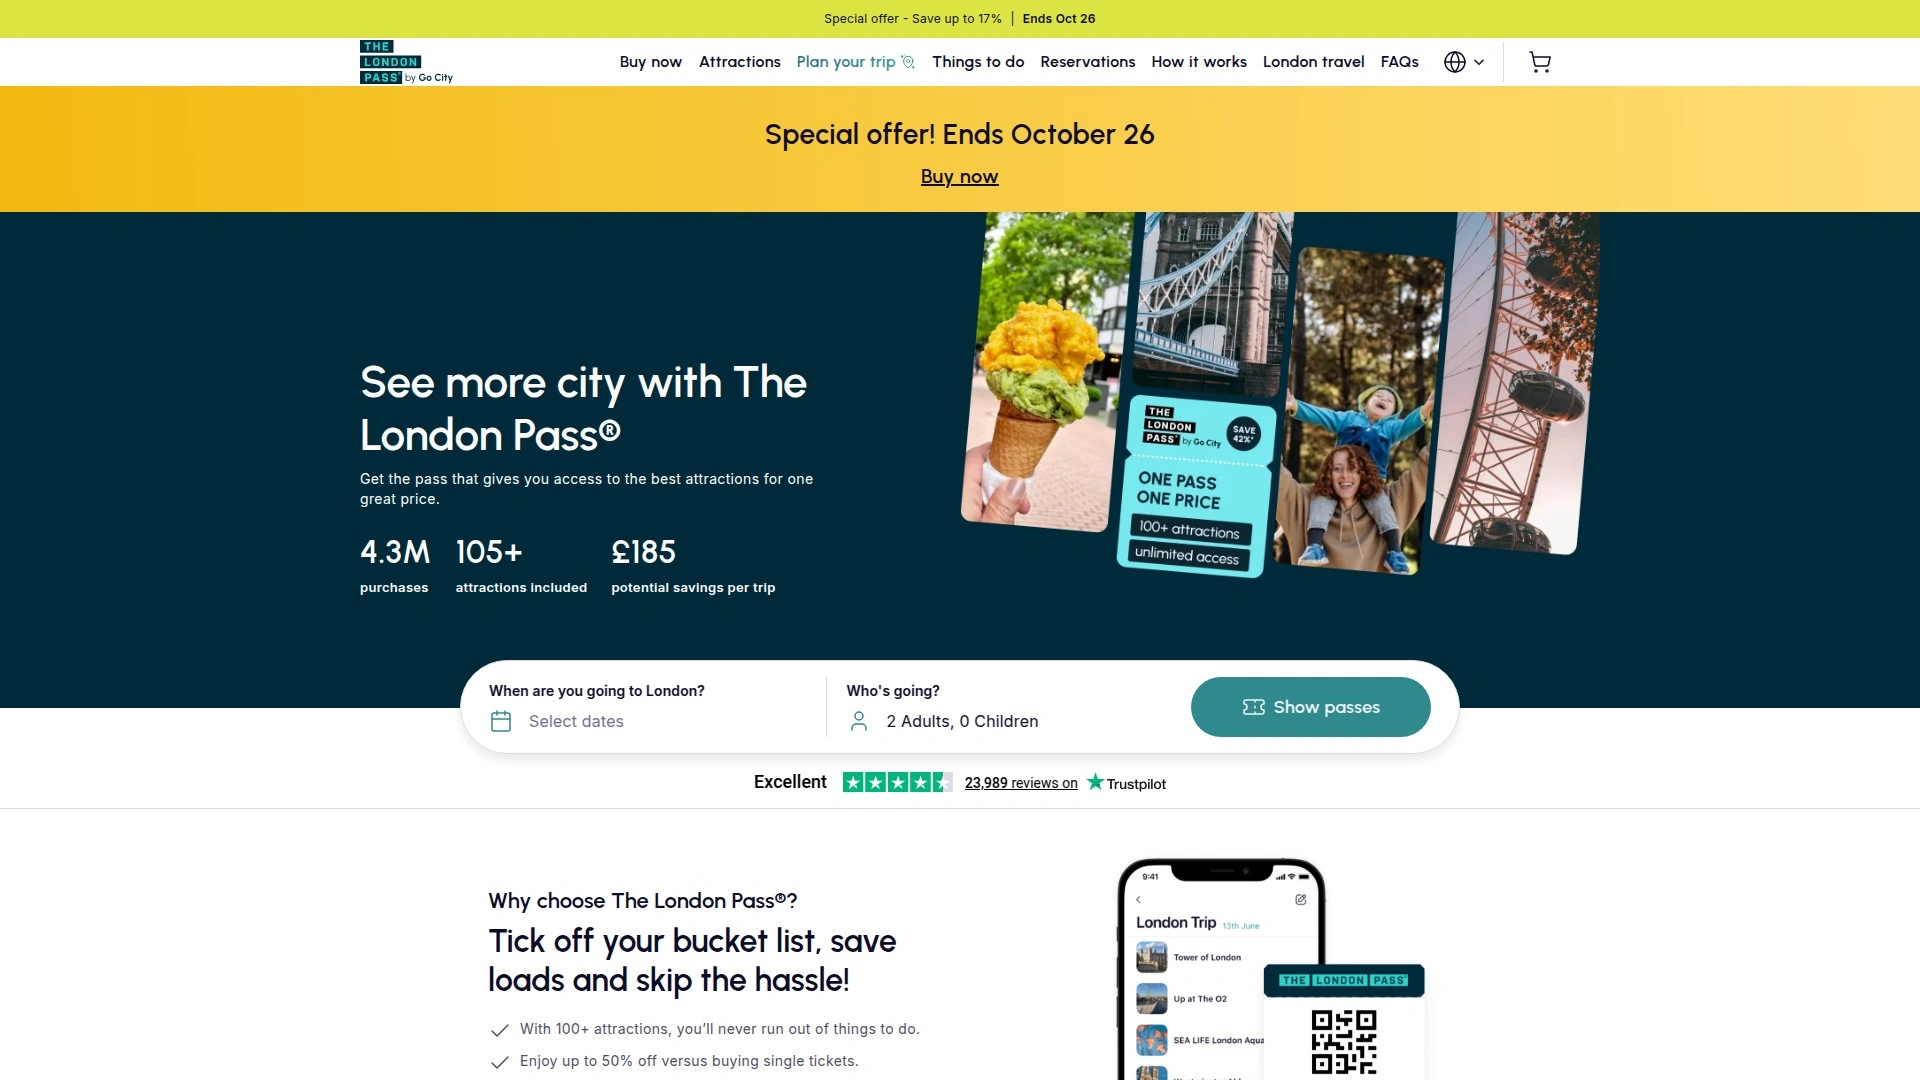 Special offer - Save up to 17% | Ends Oct 26
THE
LONDON
PASS® by Go City
Buy now Attractions Plan your trip Things to do Reservations How it works London travel FAQs
Special offer! Ends October 26
Buy now
See more city with The
London Pass®
Get the pass that gives you access to the best attractions for one
great price.
4.3M 105+ £185
purchases attractions included potential savings per trip
THE
LONDON
PASS® by Go City
SAVE
42%*
ONE PASS
ONE PRICE
100+ attractions
unlimited access
When are you going to London?
Select dates
Who's going?
2 Adults, 0 Children
Show passes
Excellent 23,989 reviews on Trustpilot
Why choose The London Pass®?
Tick off your bucket list, save
loads and skip the hassle!
With 100+ attractions, you’ll never run out of things to do.
Enjoy up to 50% off versus buying single tickets.
9:41
London Trip 13th June
Tower of London
Up at The O2
SEA LIFE London Aqua
THE LONDON PASS®